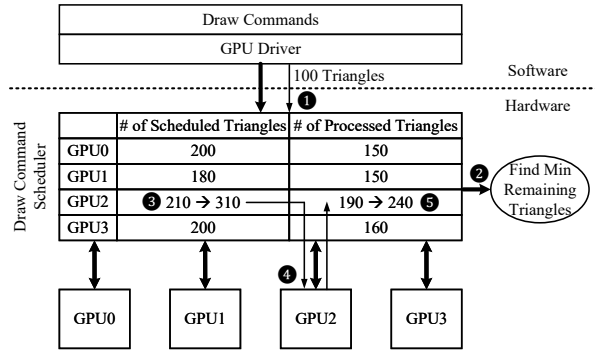 Draw Commands
GPU Driver
100 Triangles
Software
❶
Hardware
Draw Command
Scheduler
# of Scheduled Triangles # of Processed Triangles
GPU0 200 150
GPU1 180 150
GPU2 ❸ 210 → 310 190 → 240 ❺
GPU3 200 160
❷
Find Min
Remaining
Triangles
❹
GPU0 GPU1 GPU2 GPU3